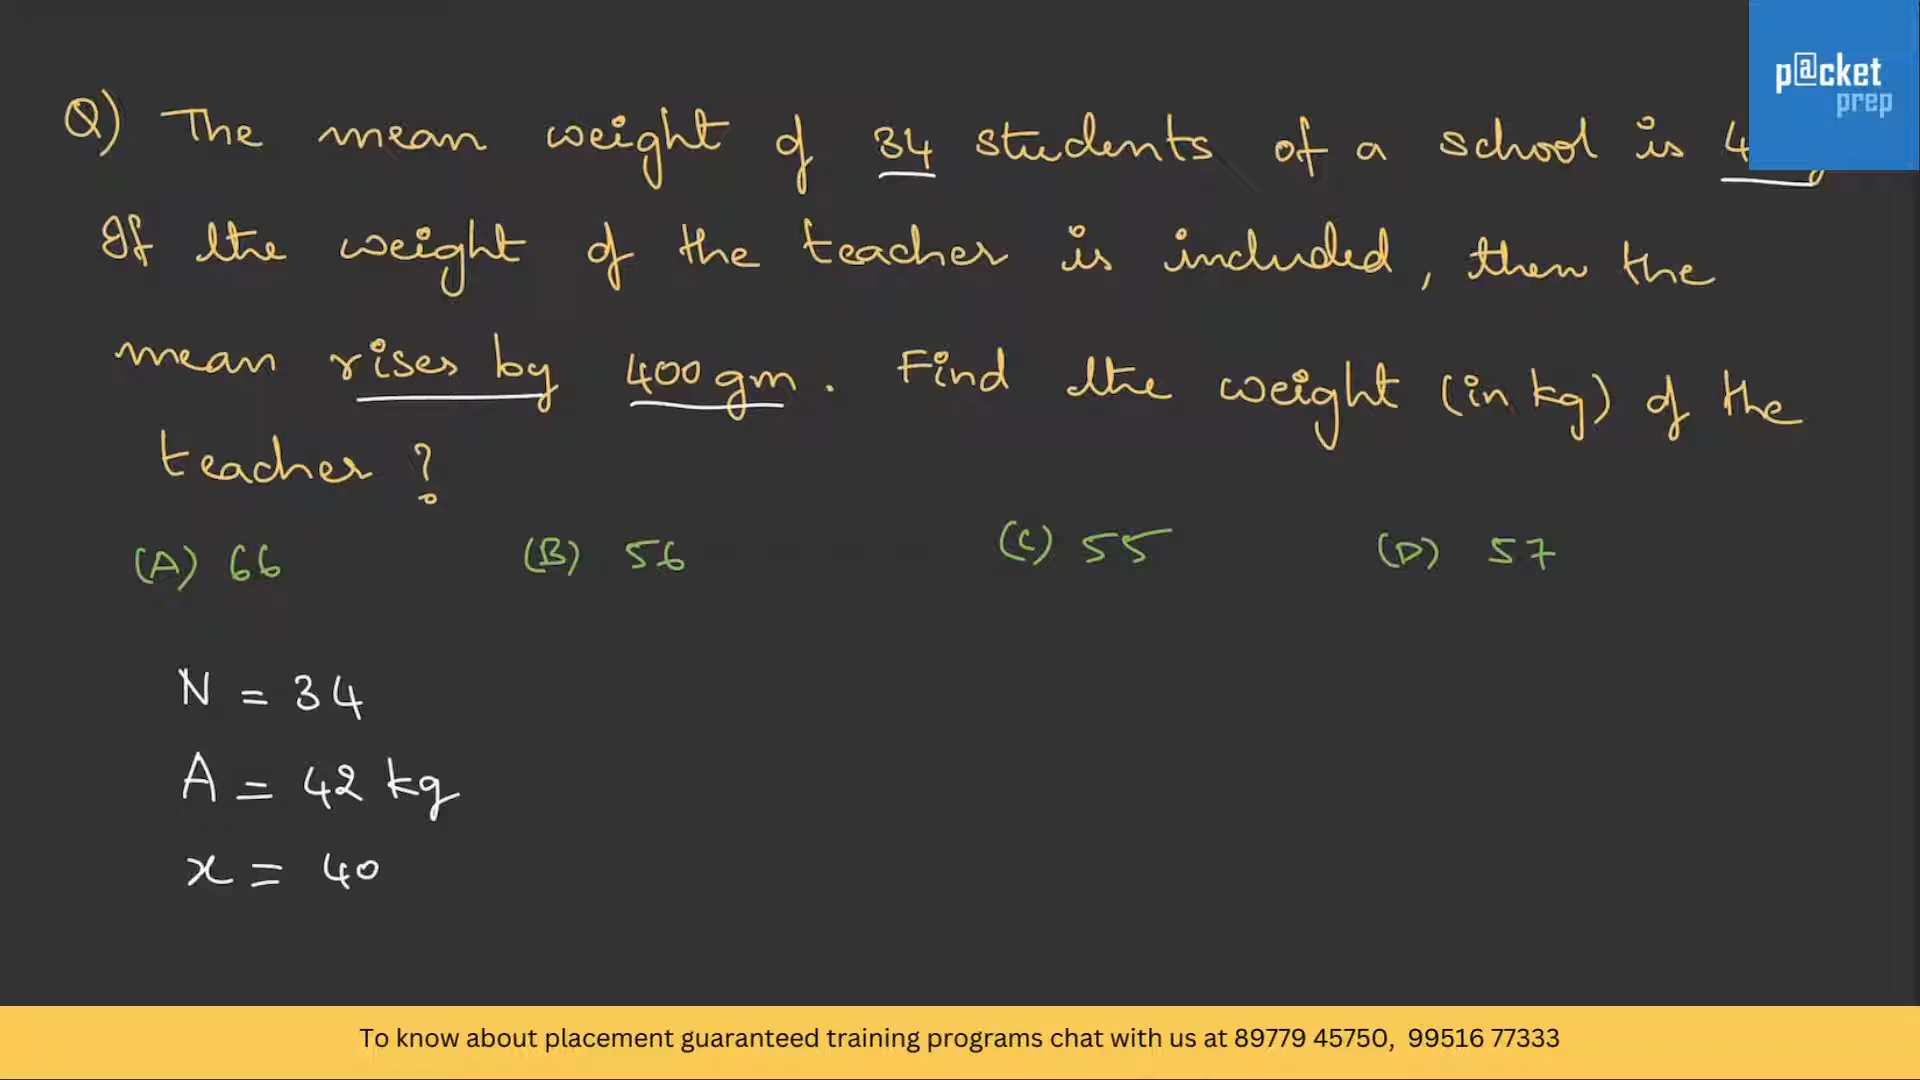 p@cket
prep
Q) The mean weight of 34 students of a school is
If the weight of the teacher is included, then the
mean rises by 400 gm. Find the weight (in kg) of the
teacher ?
(A) 66 (B) 56 (C) 55 (D) 57
N = 34
A = 42 kg
x = 40
To know about placement guaranteed training programs chat with us at 89779 45750, 99516 77333